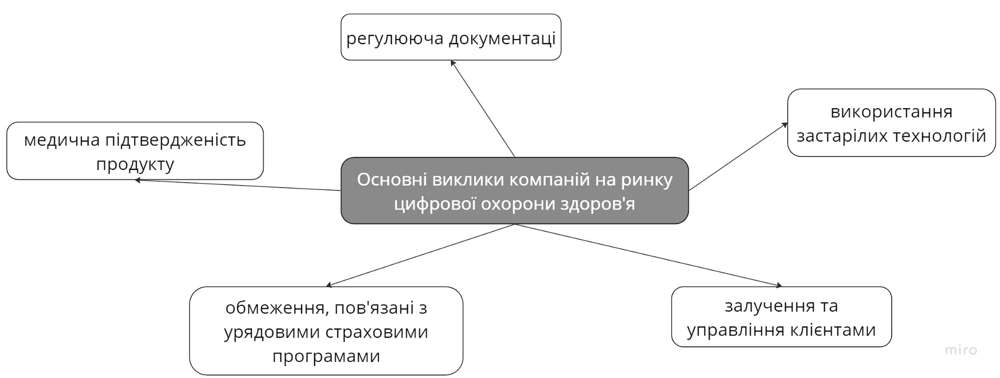 регулююча документаці
використання
застарілих технологій
медична підтвердженість
продукту
Основні виклики компаній на ринку
цифрової охорони здоров'я
обмеження, пов'язані з
урядовими страховими
програмами
залучення та
управління клієнтами
miro